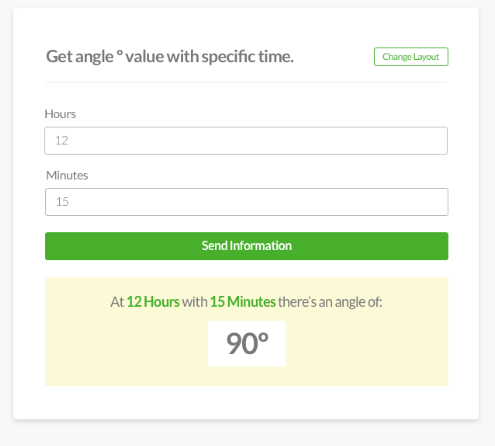 Get angle º value with specific time.
Change Layout
Hours
12
Minutes
15
Send Information
At 12 Hours with 15 Minutes there's an angle of:
90º